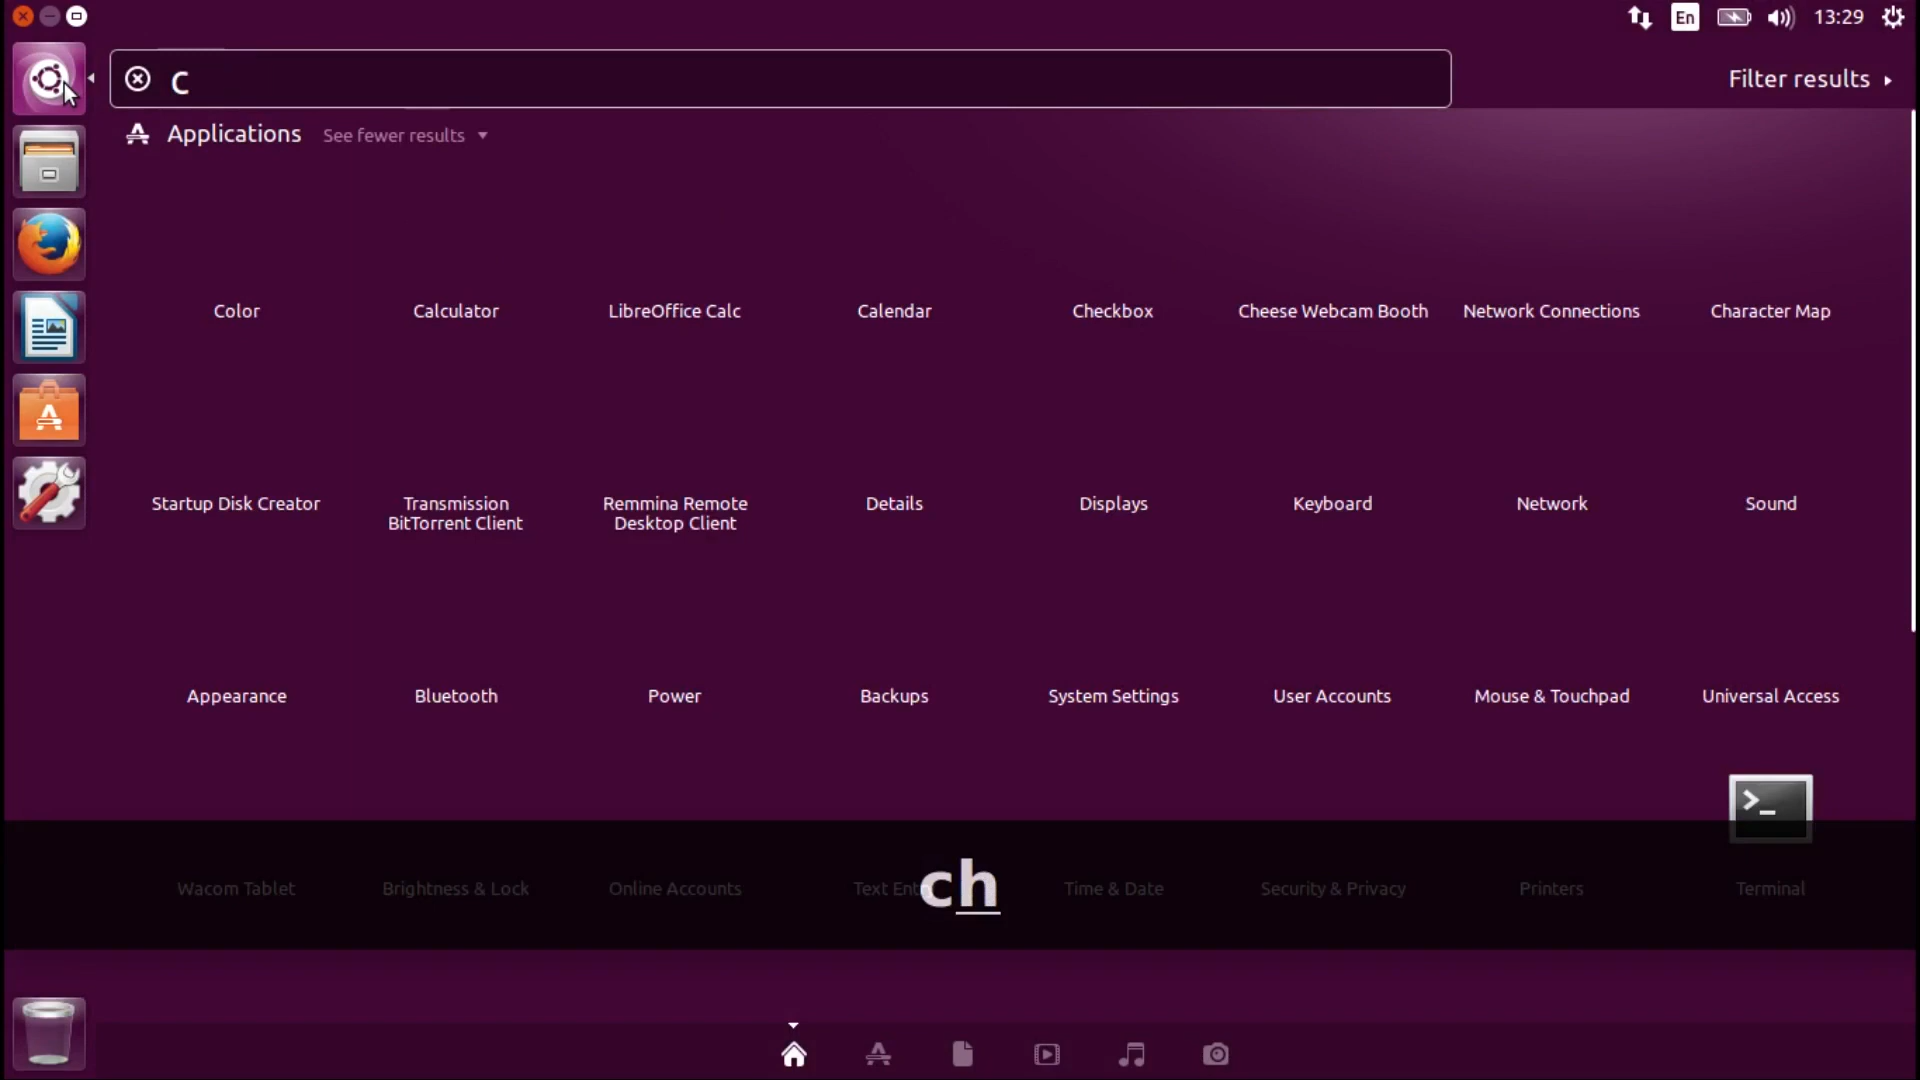 En 13:29
c
Filter results
Applications See fewer results
Color Calculator LibreOffice Calc Calendar Checkbox Cheese Webcam Booth Network Connections Character Map
Startup Disk Creator Transmission BitTorrent Client Remmina Remote Desktop Client Details Displays Keyboard Network Sound
Appearance Bluetooth Power Backups System Settings User Accounts Mouse & Touchpad Universal Access
>_
Wacom Tablet Brightness & Lock Online Accounts Text Ent Time & Date Security & Privacy Printers Terminal
ch